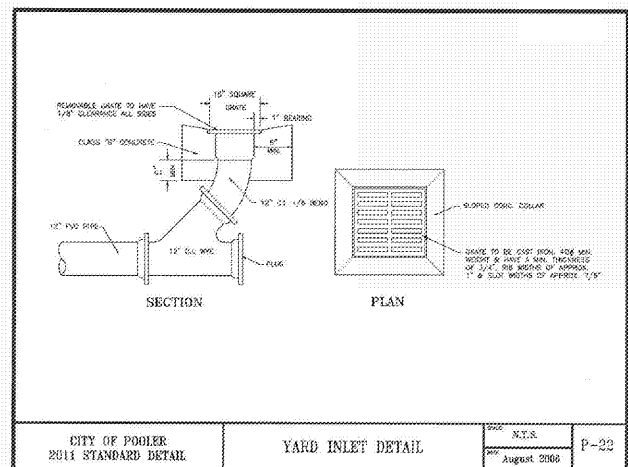 15" SQUARE
GRATE
REMOVABLE GRATE TO HAVE
1/8" CLEARANCE ALL SIDES
1" BEARING
CLASS "B" CONCRETE
6"
MIN.
MIN.
12" C.I. 1/8 BEND
12" PVC PIPE
12" C.I. WYE
PLUG
SECTION
SLOPED CONC. COLLAR
GRATE TO BE CAST IRON, 40# MIN.
WEIGHT & HAVE A MIN. THICKNESS
OF 3/4", RIB WIDTHS OF APPROX.
1" & SLOT WIDTHS OF APPROX. 7/8"
PLAN
CITY OF POOLER
2011 STANDARD DETAIL
YARD INLET DETAIL
N.T.S.
August 2006
P-22